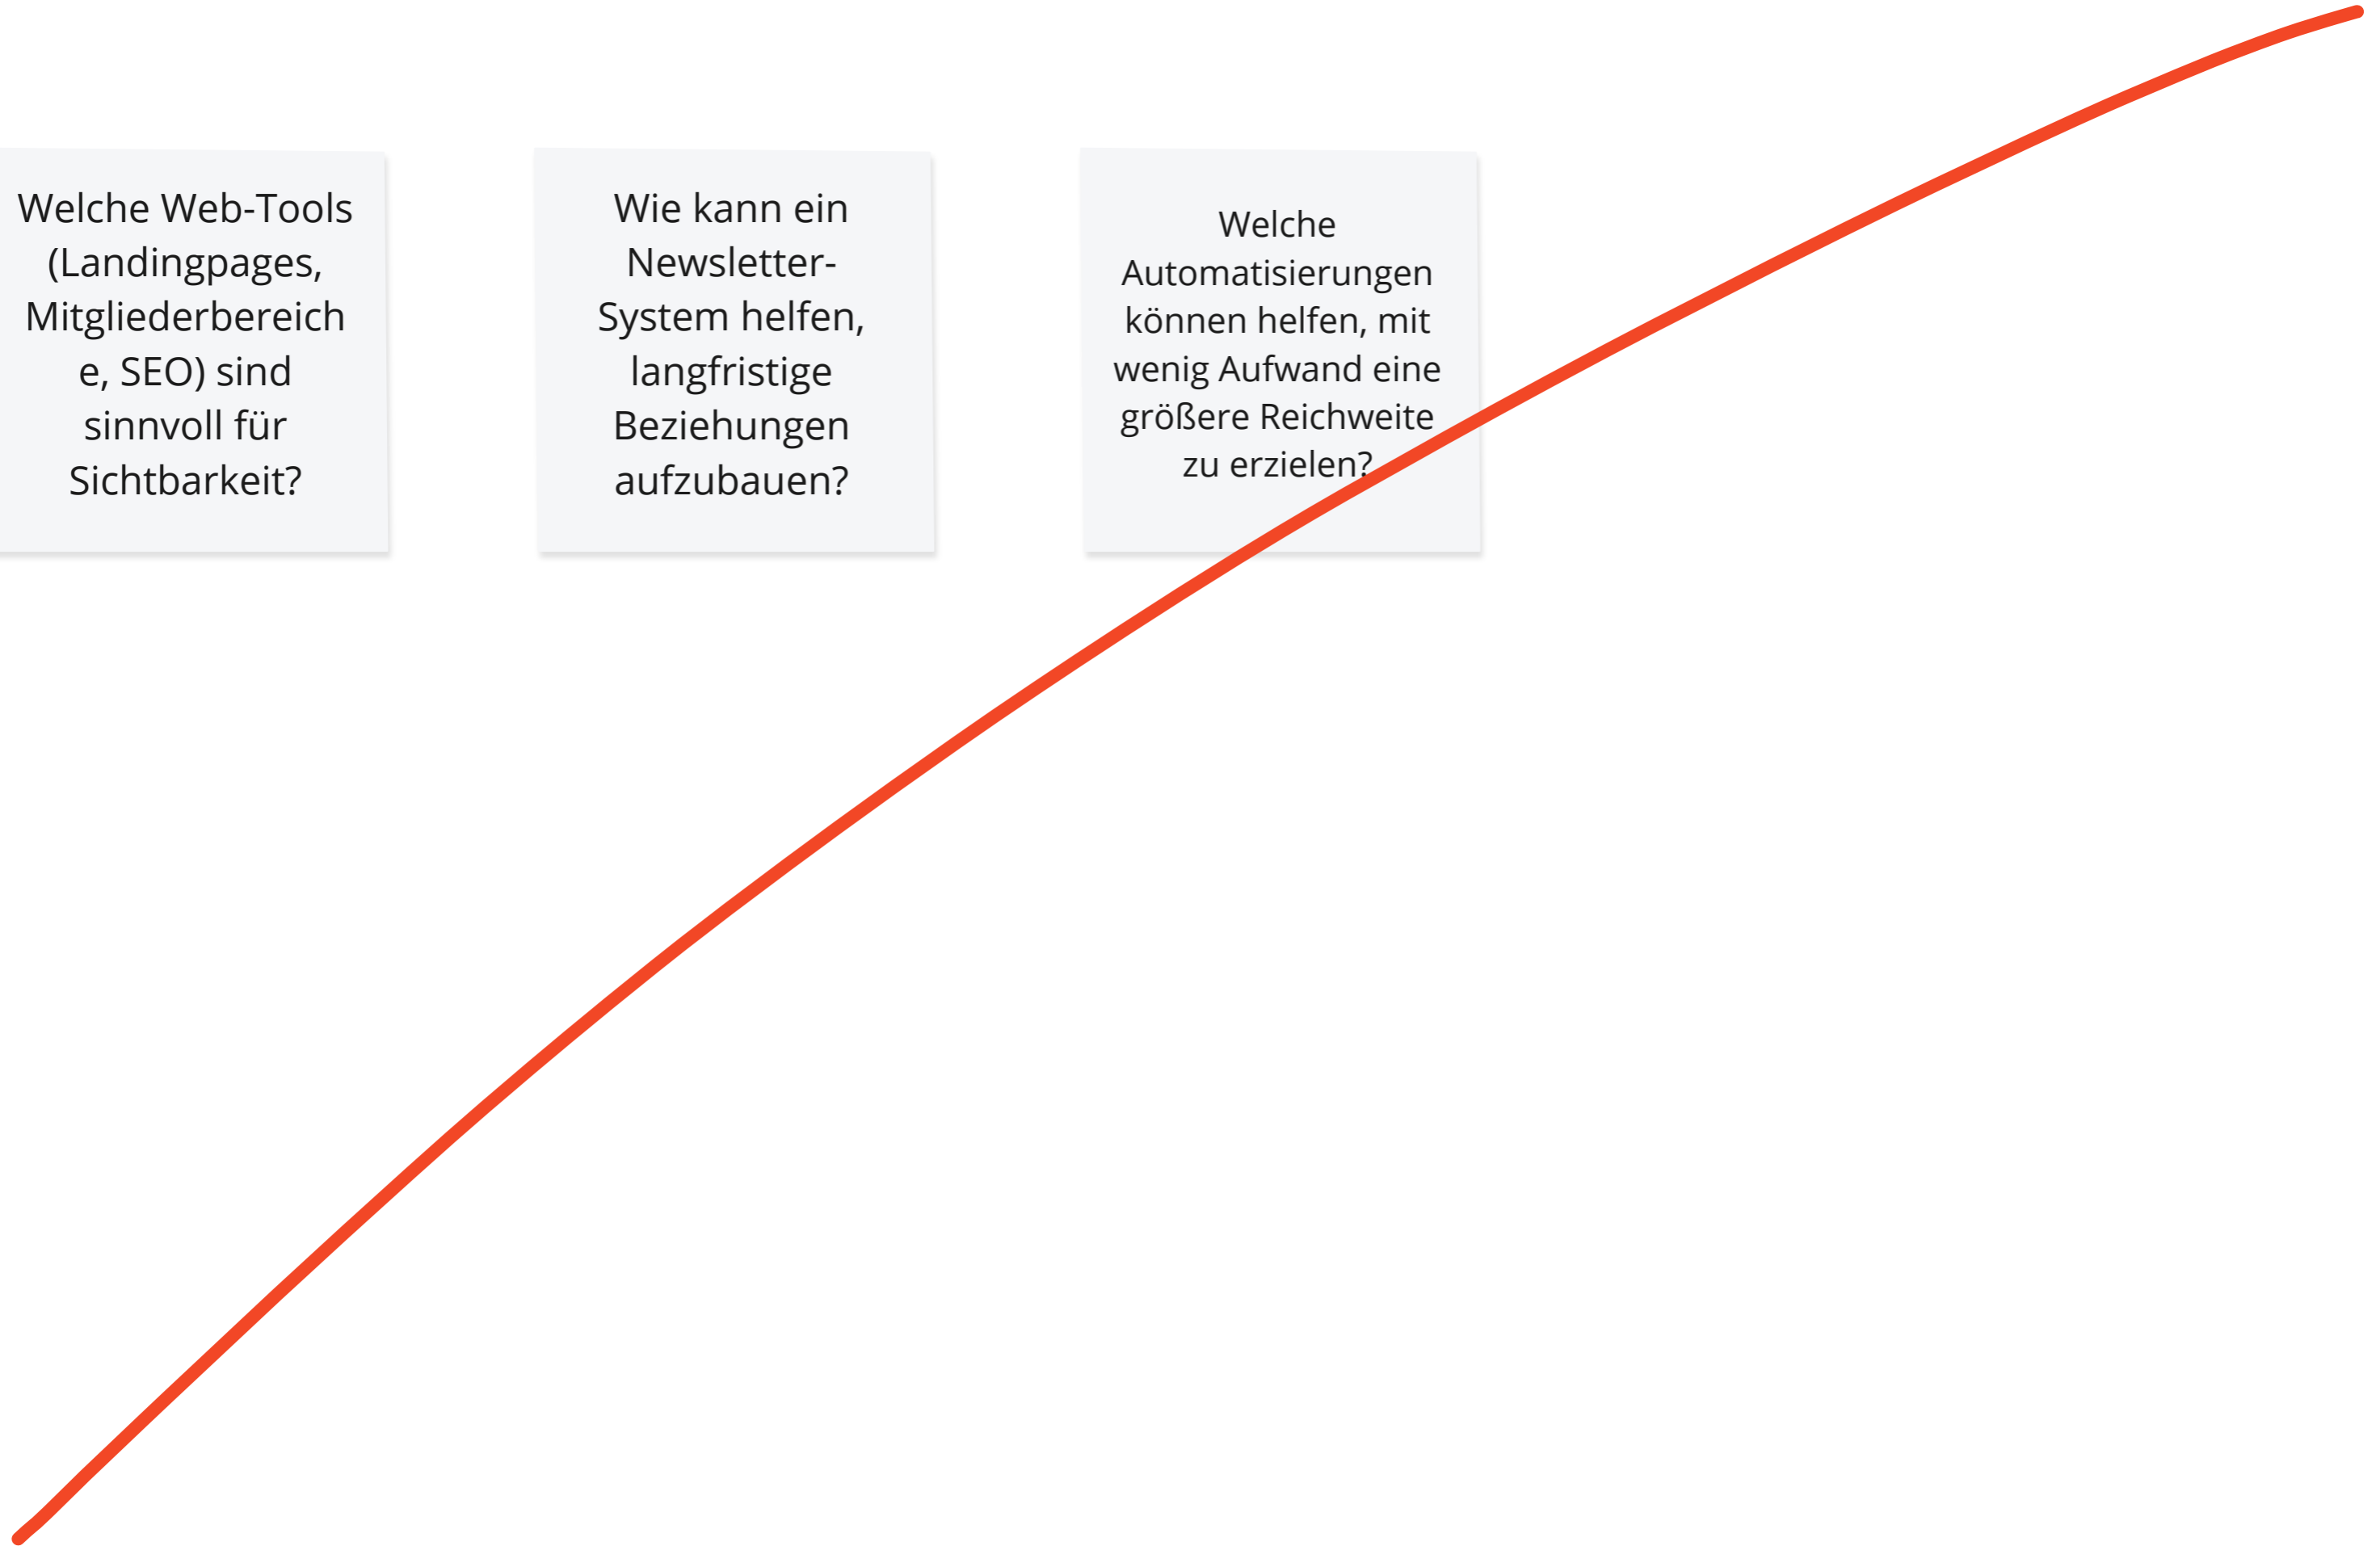 Welche Web-Tools
(Landingpages,
Mitgliederbereich
e, SEO) sind
sinnvoll für
Sichtbarkeit?
Wie kann ein
Newsletter-
System helfen,
langfristige
Beziehungen
aufzubauen?
Welche
Automatisierungen
können helfen, mit
wenig Aufwand eine
größere Reichweite
zu erzielen?